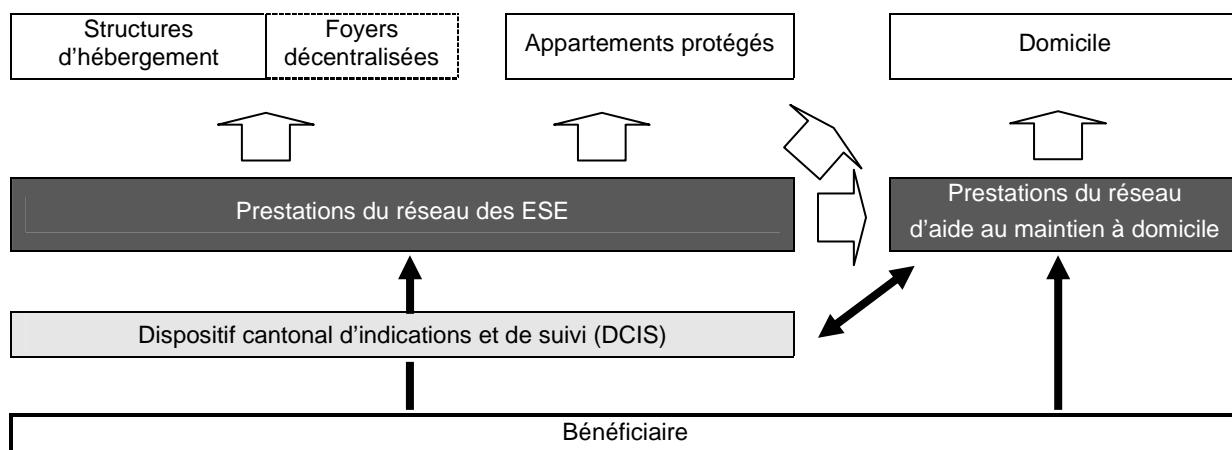 Structures
d'hébergement
Foyers
décentralisées
Appartements protégés
Domicile
Prestations du réseau des ESE
Prestations du réseau
d'aide au maintien à domicile
Dispositif cantonal d'indications et de suivi (DCIS)
Bénéficiaire